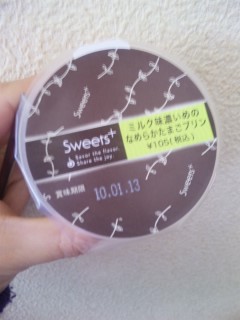 Sweets+
Savor the flavor.
Share the joy.
ミルク味濃いめの
なめらかたまごプリン
¥105(税込)
賞味期限
10.01.13
Sweets+